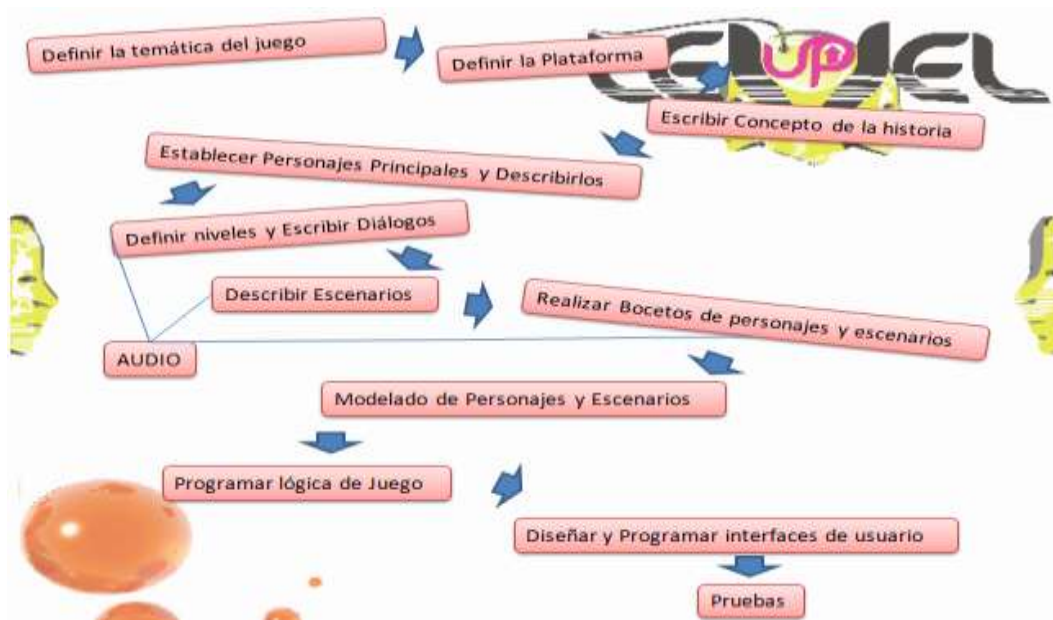 Definir la temática del juego
Definir la Plataforma
LEVEL
UP
Escribir Concepto de la historia
Establecer Personajes Principales y Describirlos
Definir niveles y Escribir Diálogos
Describir Escenarios
Realizar Bocetos de personajes y escenarios
AUDIO
Modelado de Personajes y Escenarios
Programar lógica de Juego
Diseñar y Programar interfaces de usuario
Pruebas